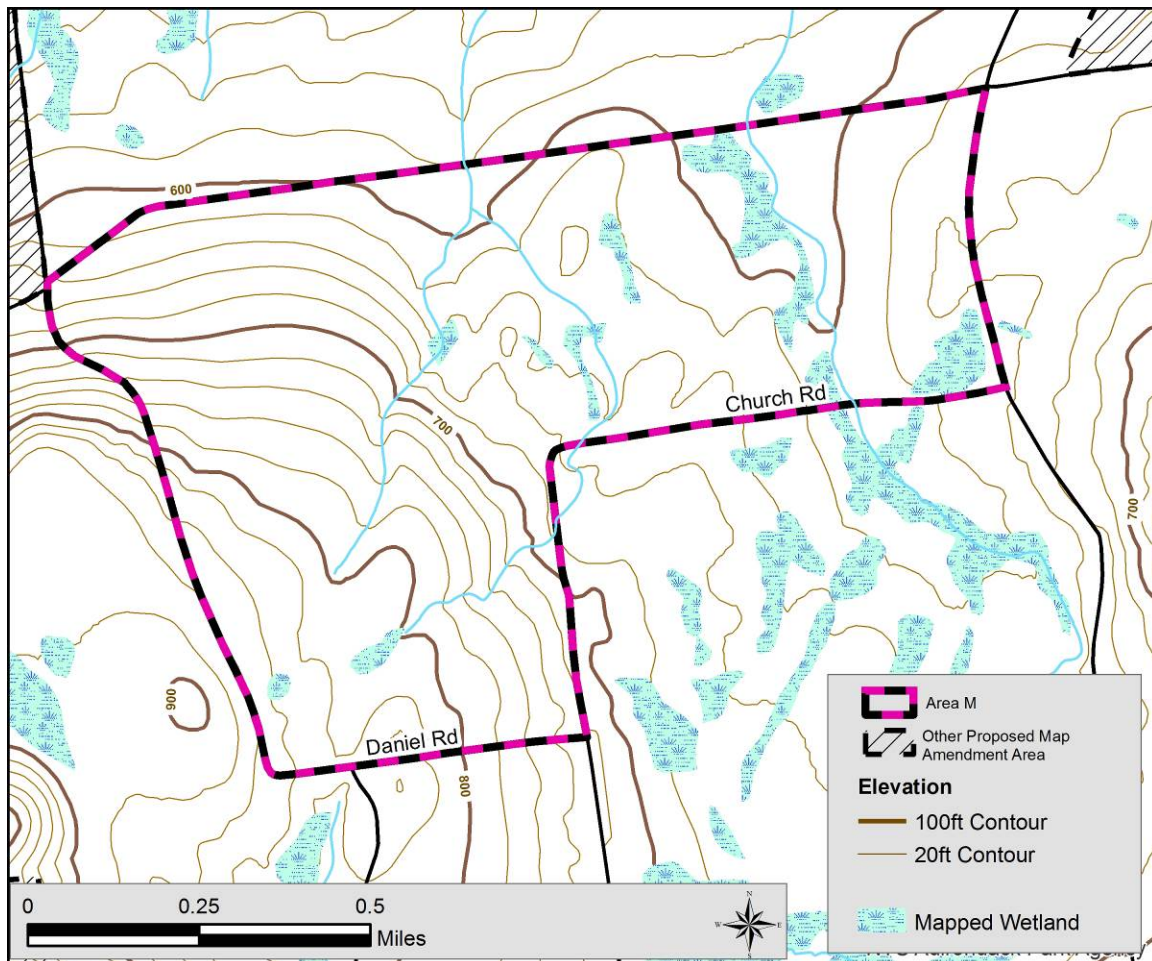 600
700
Church Rd
700
900
Daniel Rd
800
Area M
Other Proposed Map
Amendment Area
Elevation
100ft Contour
20ft Contour
Mapped Wetland
0 0.25 0.5
Miles
N
W E
S